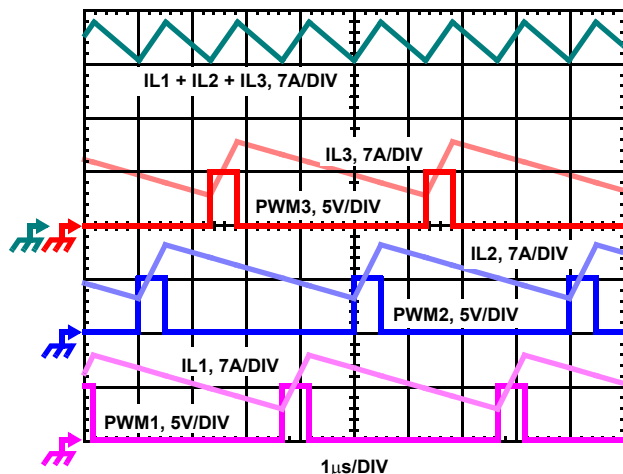 IL1 + IL2 + IL3, 7A/DIV
IL3, 7A/DIV
PWM3, 5V/DIV
IL2, 7A/DIV
PWM2, 5V/DIV
IL1, 7A/DIV
PWM1, 5V/DIV
1μs/DIV